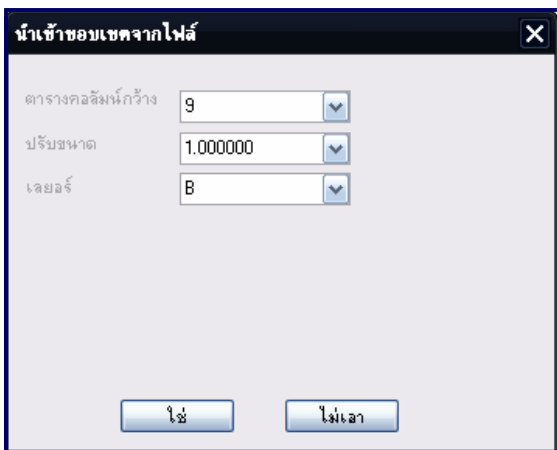 นำเข้าขอบเขตจากไฟล์
ตารางคอลัมน์กว้าง 9
ปรับขนาด 1.000000
เลยอร์ B
ใช่ ไม่เอา